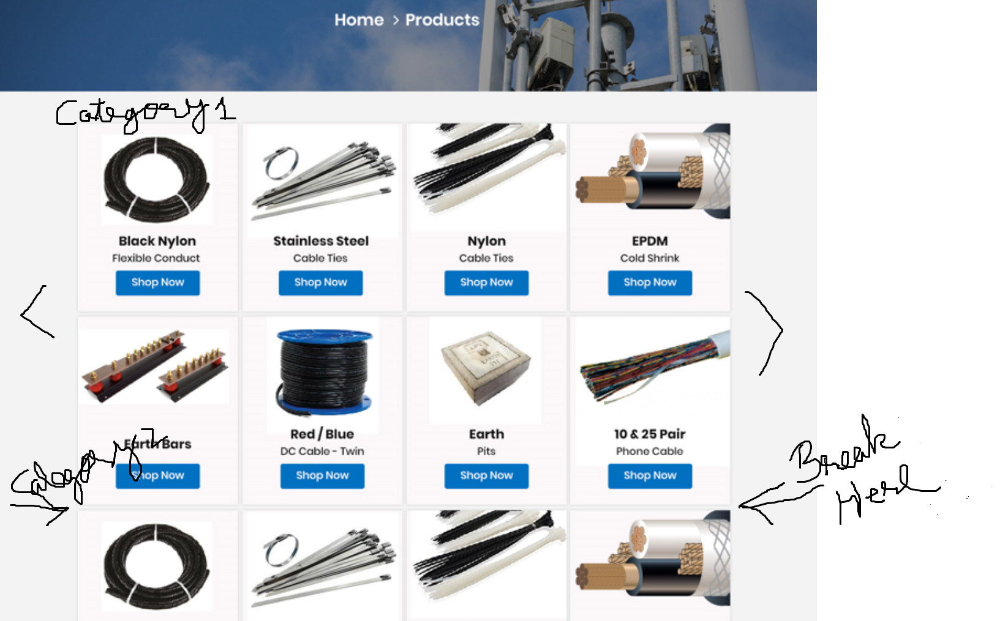 Home > Products
Category 1
Black Nylon
Flexible Conduct
Shop Now
Stainless Steel
Cable Ties
Shop Now
Nylon
Cable Ties
Shop Now
EPDM
Cold Shrink
Shop Now
Earth Bars
Shop Now
Red / Blue
DC Cable - Twin
Shop Now
Earth
Pits
Shop Now
10 & 25 Pair
Phone Cable
Shop Now
Category 2
Break
Herd